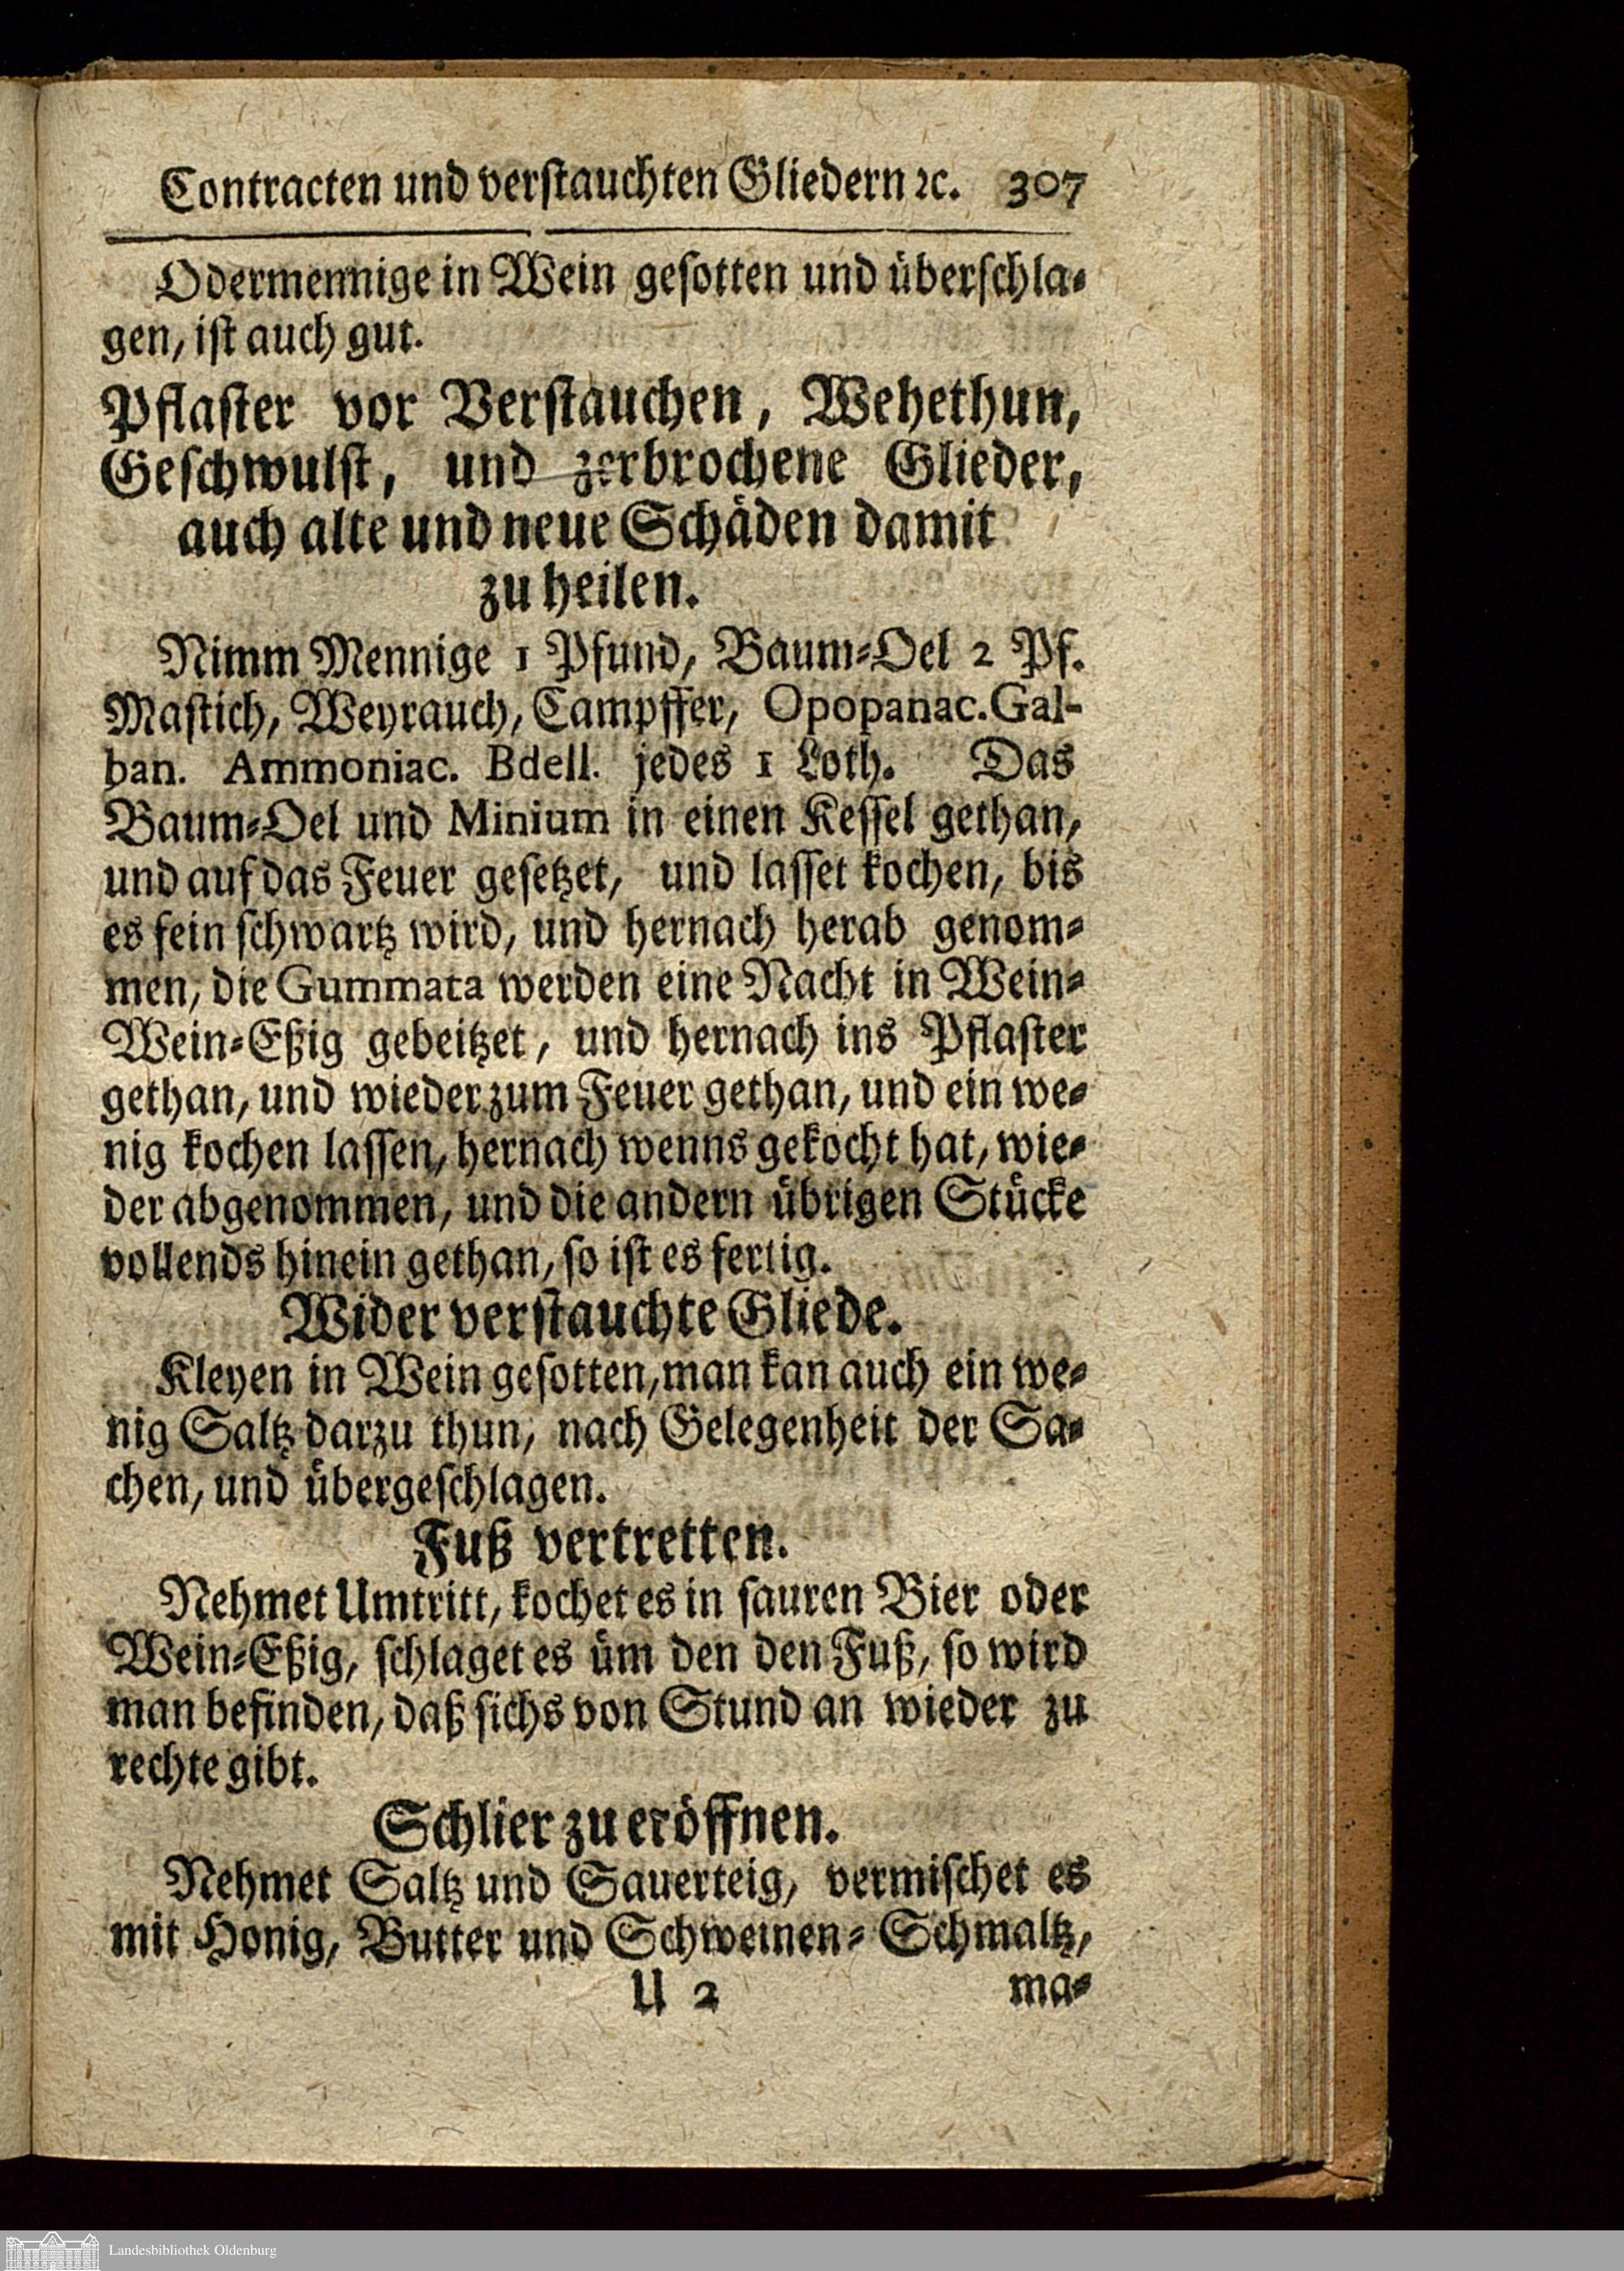 Contracten und verstauchten Gliedern ꝛc. 307
Odermennige in Wein gesotten und überschla-
gen, ist auch gut.
Pflaster vor Verstauchen, Wehethun,
Geschwulst, und zerbrochene Glieder,
auch alte und neue Schäden damit
zu heilen.
Nimm Mennige 1 Pfund, Baum-Oel 2 Pf.
Mastich, Weyrauch, Campffer, Opopanac. Gal-
ban. Ammoniac. Bdell. jedes 1 Loth. Das
Baum-Oel und Minium in einen Kessel gethan,
und auf das Feuer gesetzet, und lasset kochen, bis
es fein schwartz wird, und hernach herab genom-
men, die Gummata werden eine Nacht in Wein-
Wein-Eßig gebeitzet, und hernach ins Pflaster
gethan, und wieder zum Feuer gethan, und ein we-
nig kochen lassen, hernach wenns gekocht hat, wie-
der abgenommen, und die andern übrigen Stücke
vollends hinein gethan, so ist es fertig.
Wider verstauchte Gliede.
Kleyen in Wein gesotten, man kan auch ein we-
nig Saltz darzu thun, nach Gelegenheit der Sa-
chen, und übergeschlagen.
Fuß vertretten.
Nehmet Umtritt, kochet es in sauren Bier oder
Wein-Eßig, schlaget es üm den den Fuß, so wird
man befinden, daß sichs von Stund an wieder zu
rechte gibt.
Schlier zu eröffnen.
Nehmet Saltz und Sauerteig, vermischet es
mit Honig, Butter und Schweinen-Schmaltz,
U 2 ma-
Landesbibliothek Oldenburg